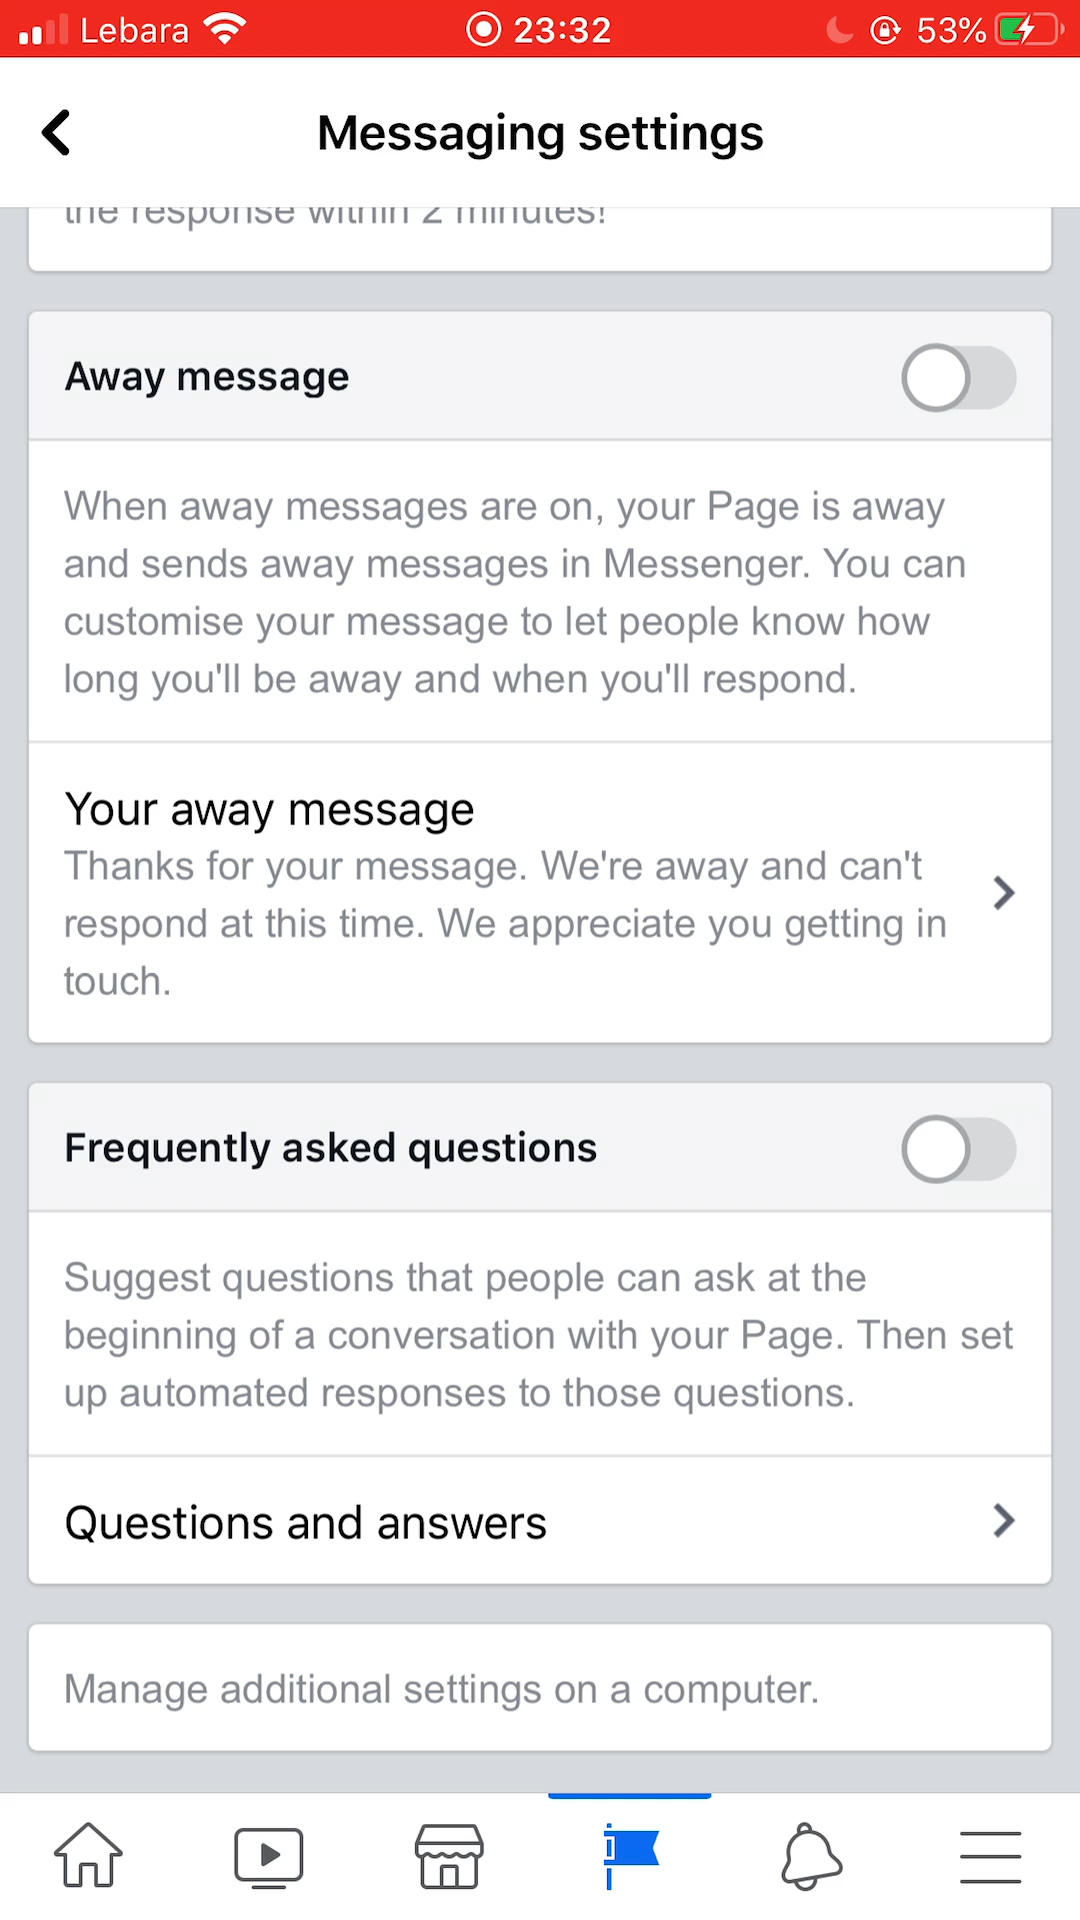 Lebara 23:32 53%
Messaging settings
the response within 2 minutes!
Away message
When away messages are on, your Page is away
and sends away messages in Messenger. You can
customise your message to let people know how
long you'll be away and when you'll respond.
Your away message
Thanks for your message. We're away and can't
respond at this time. We appreciate you getting in
touch.
Frequently asked questions
Suggest questions that people can ask at the
beginning of a conversation with your Page. Then set
up automated responses to those questions.
Questions and answers
Manage additional settings on a computer.